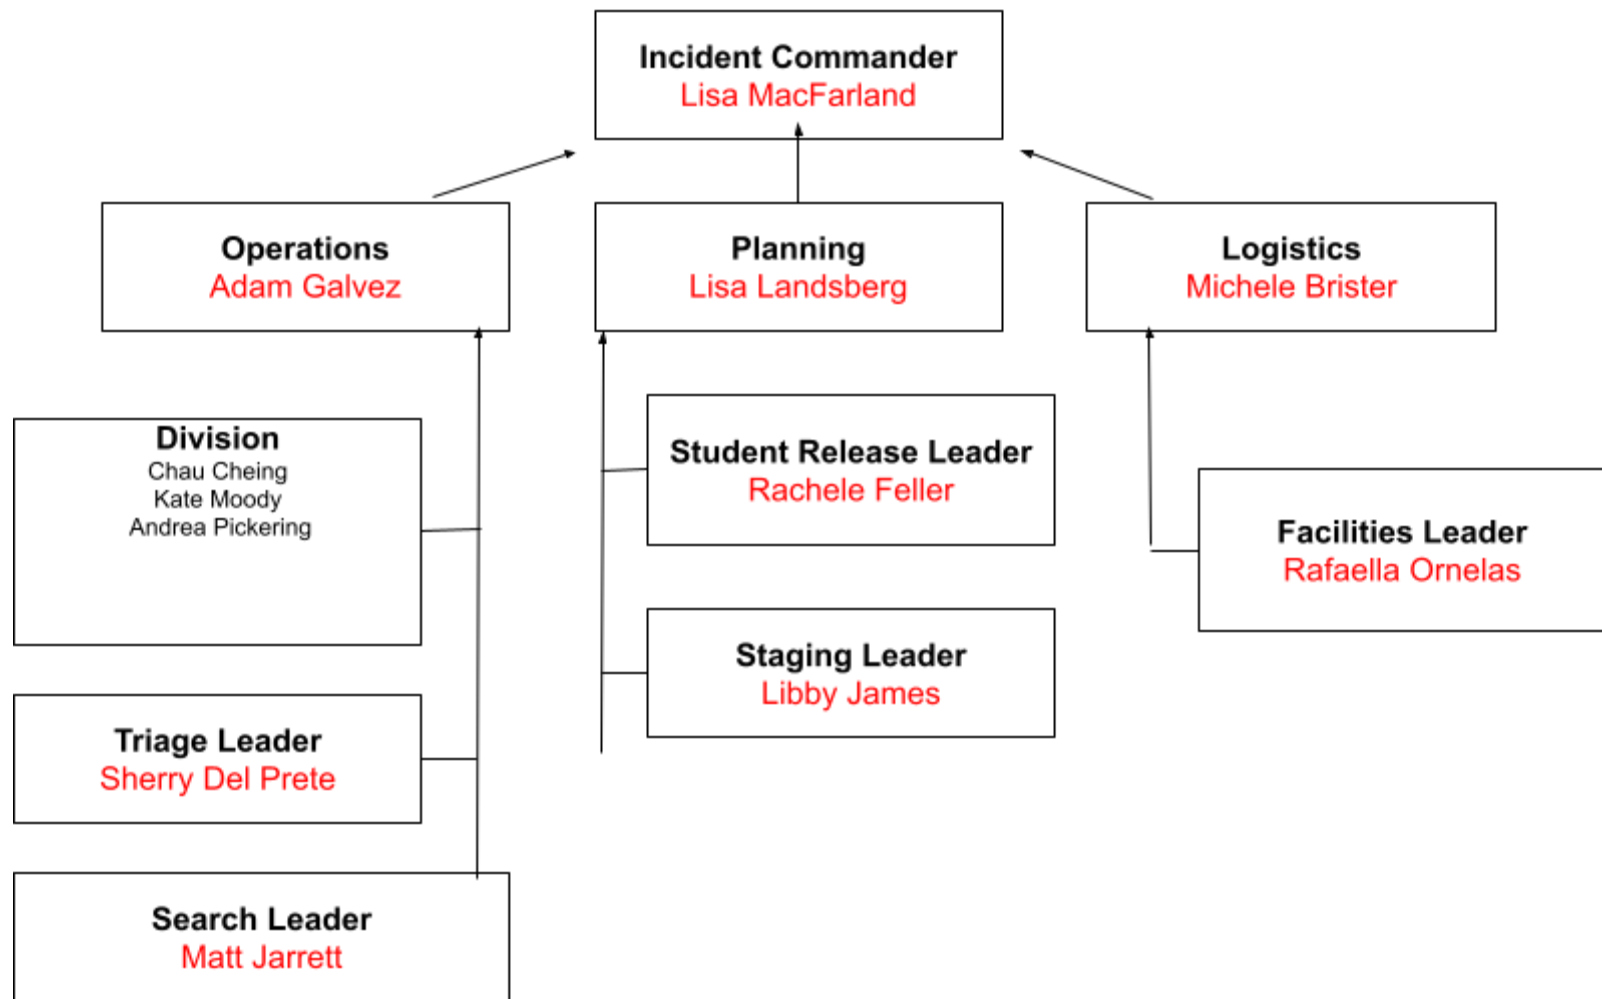 Incident Commander
Lisa MacFarland
Operations
Adam Galvez
Planning
Lisa Landsberg
Logistics
Michele Brister
Division
Chau Cheing
Kate Moody
Andrea Pickering
Student Release Leader
Rachele Feller
Facilities Leader
Rafaella Ornelas
Staging Leader
Libby James
Triage Leader
Sherry Del Prete
Search Leader
Matt Jarrett